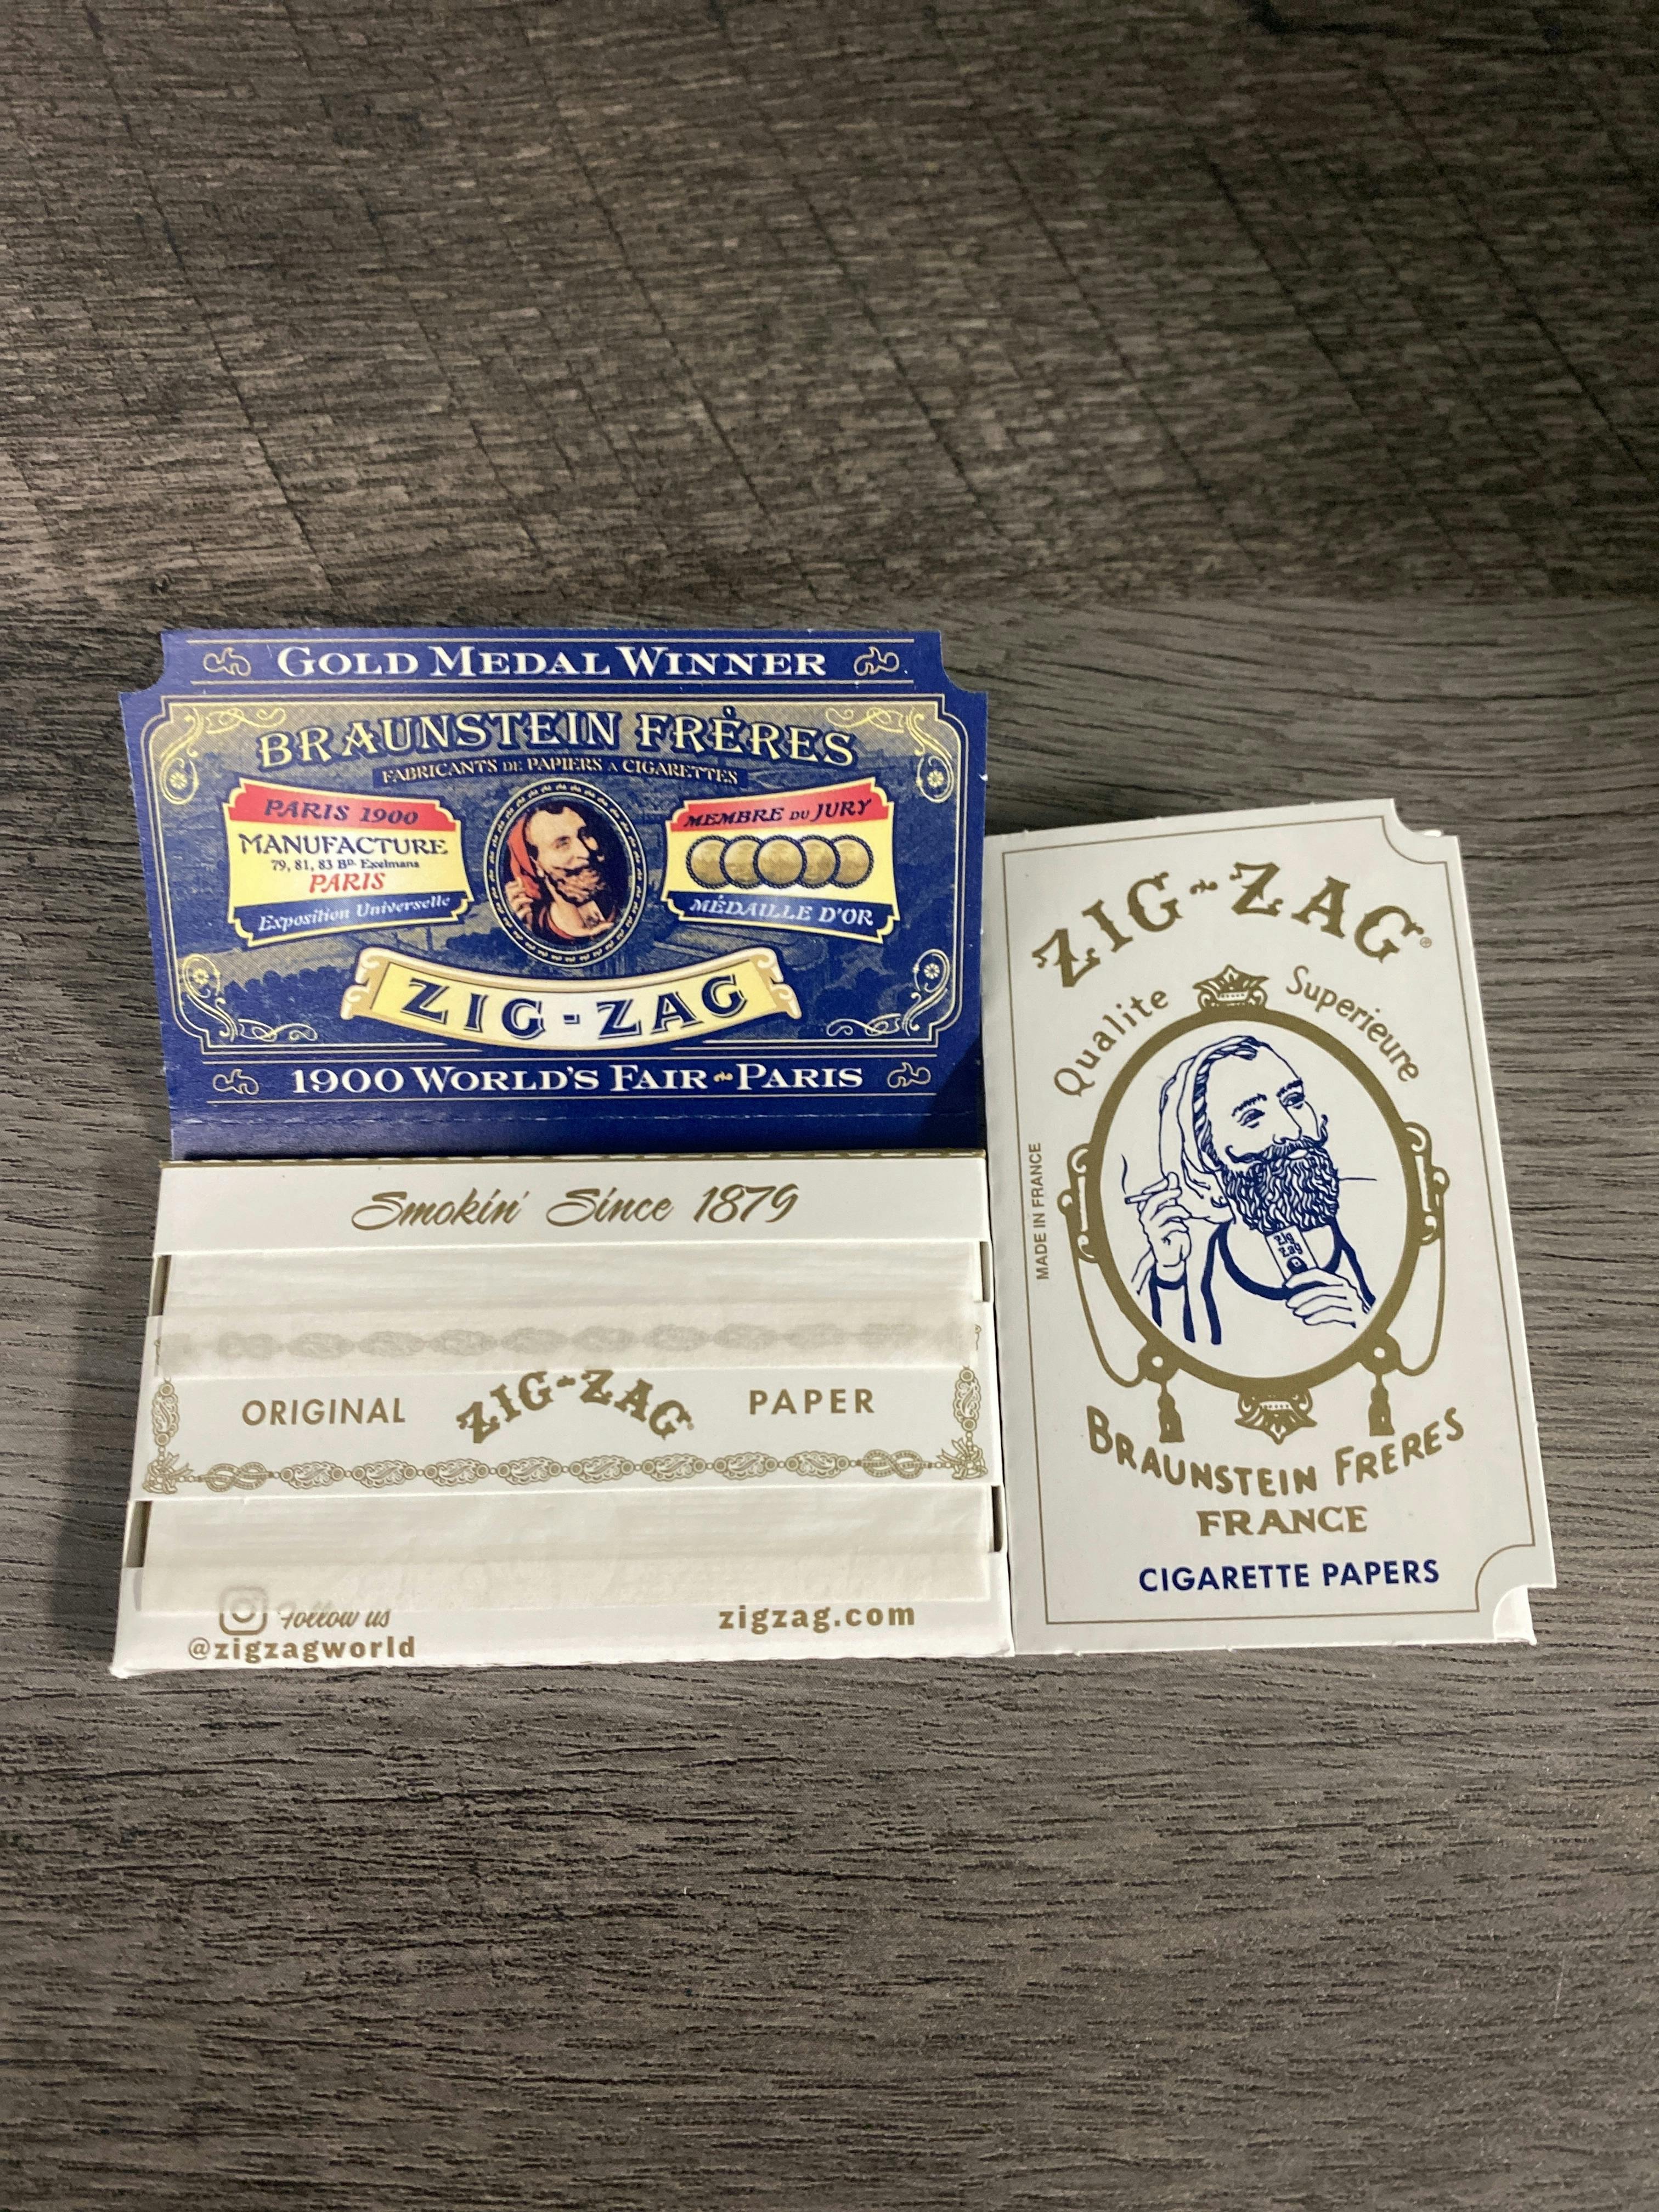 GOLD MEDAL WINNER
BRAUNSTEIN FRÈRES
FABRICANTS DE PAPIERS A CIGARETTES
PARIS 1900
MANUFACTURE
79, 81, 83 BD. Exelmans
PARIS
Exposition Universelle
MEMBRE DU JURY
MÉDAILLE D'OR
ZIG-ZAG
1900 WORLD'S FAIR~PARIS
Smokin' Since 1879
ORIGINAL ZIG-ZAG PAPER
Follow us
@zigzagworld
zigzag.com
ZIG-ZAG®
Qualite Superieure
MADE IN FRANCE
Zig
Zag
BRAUNSTEIN FRERES
FRANCE
CIGARETTE PAPERS